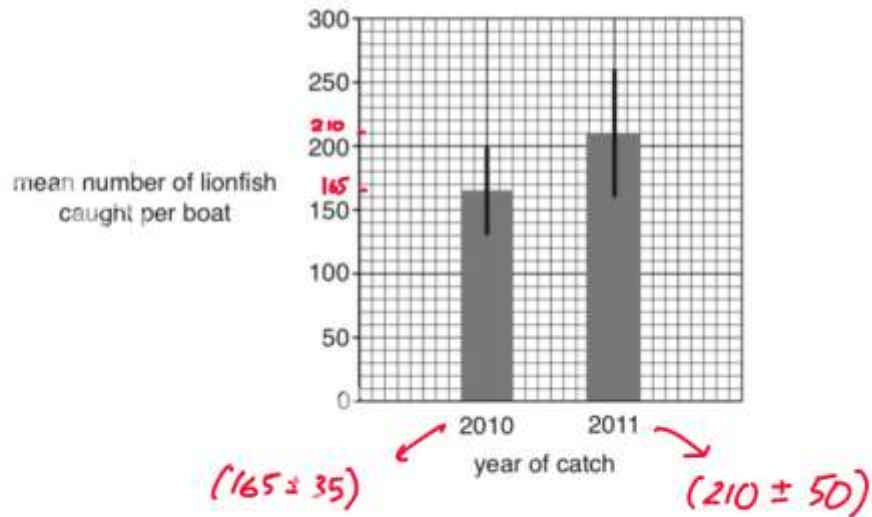 300
250
210
200
mean number of lionfish
165
caught per boat
150
100
50
0
2010
2011
year of catch
(165 ± 35)
(210 ± 50)